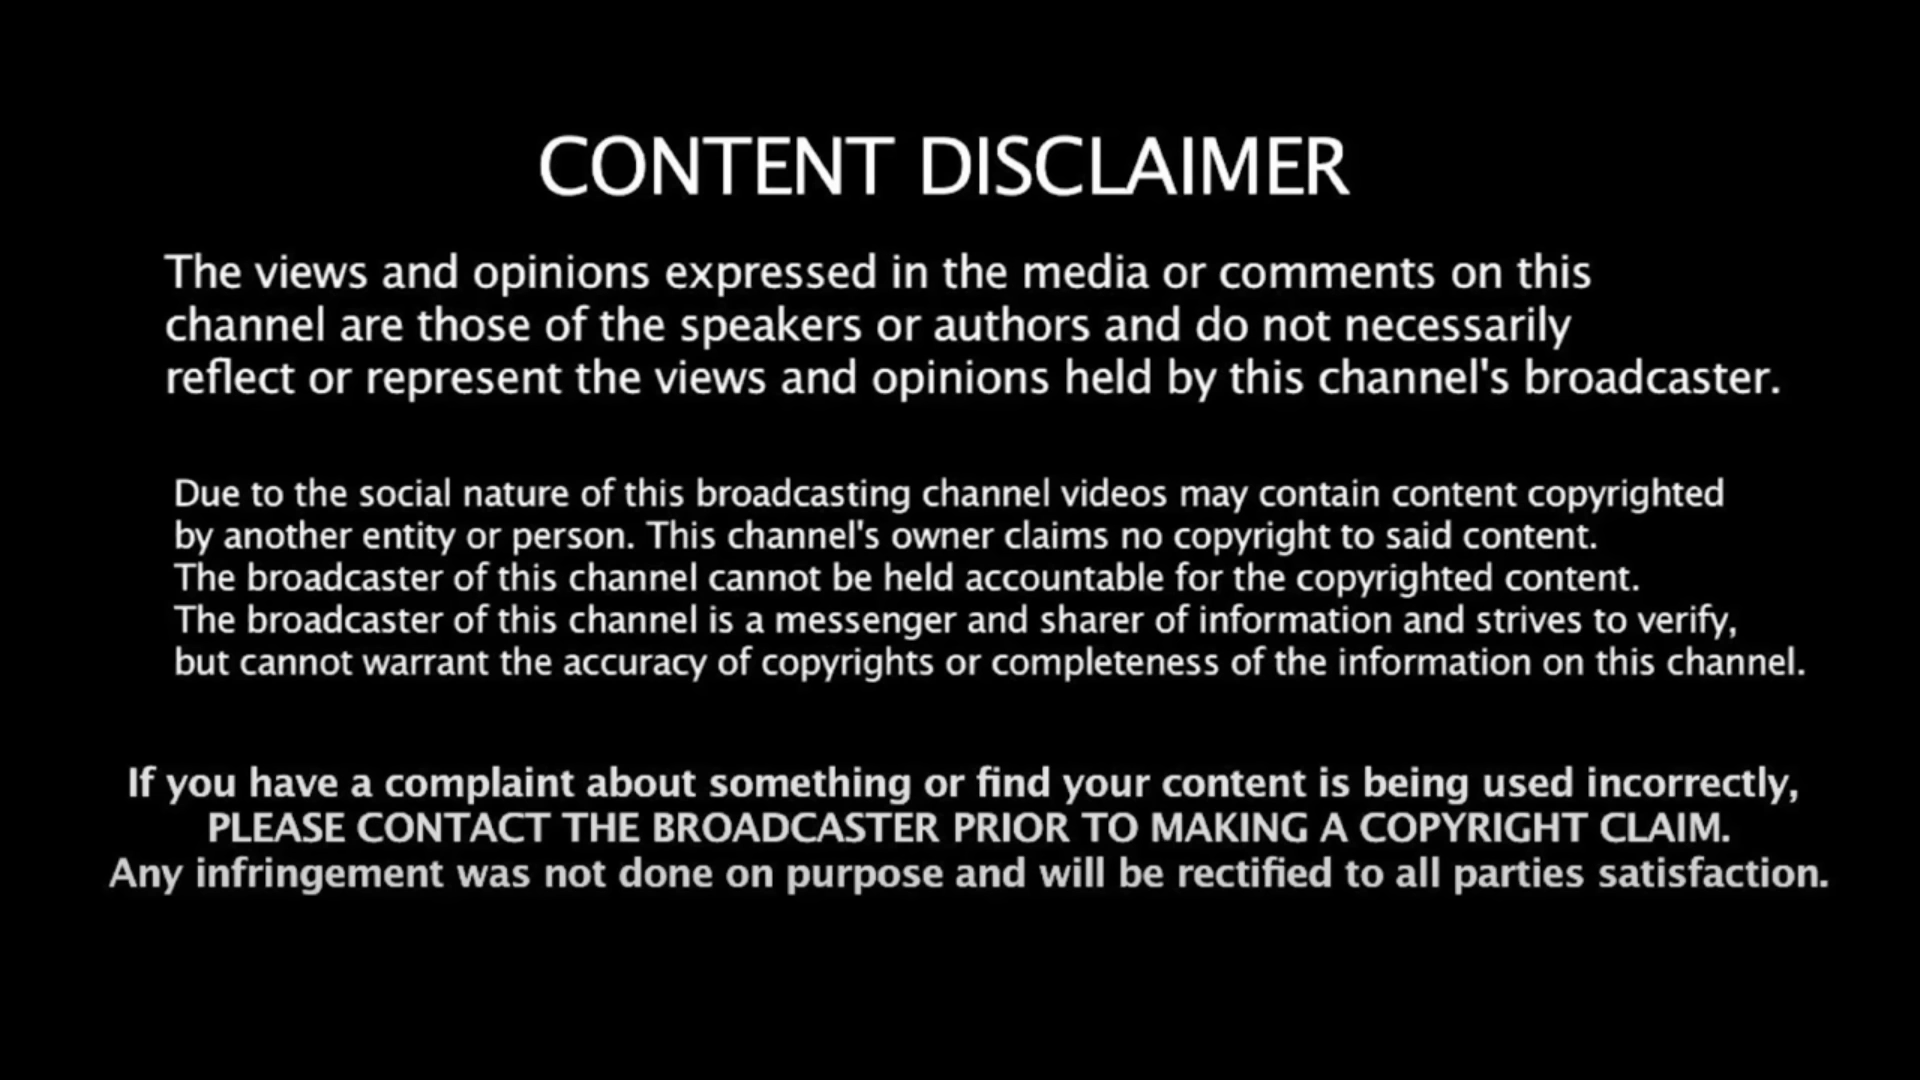 CONTENT DISCLAIMER
The views and opinions expressed in the media or comments on this
channel are those of the speakers or authors and do not necessarily
reflect or represent the views and opinions held by this channel's broadcaster.
Due to the social nature of this broadcasting channel videos may contain content copyrighted
by another entity or person. This channel's owner claims no copyright to said content.
The broadcaster of this channel cannot be held accountable for the copyrighted content.
The broadcaster of this channel is a messenger and sharer of information and strives to verify,
but cannot warrant the accuracy of copyrights or completeness of the information on this channel.
If you have a complaint about something or find your content is being used incorrectly,
PLEASE CONTACT THE BROADCASTER PRIOR TO MAKING A COPYRIGHT CLAIM.
Any infringement was not done on purpose and will be rectified to all parties satisfaction.